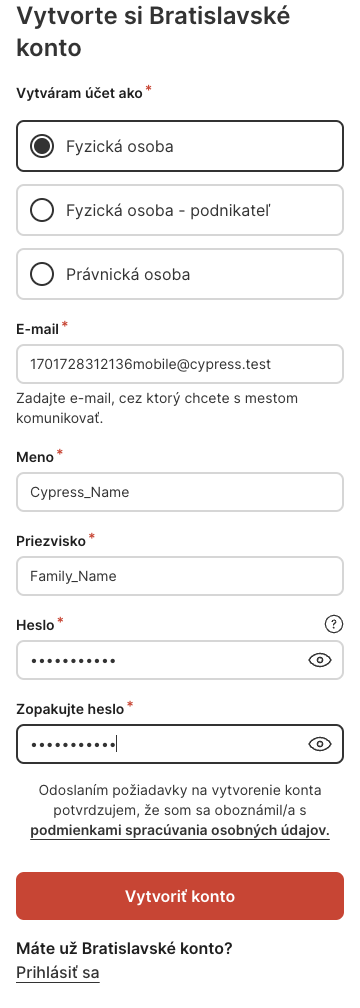 Vytvorte si Bratislavské
konto
Vytváram účet ako*
Fyzická osoba
Fyzická osoba - podnikateľ
Právnická osoba
E-mail*
1701728312136mobile@cypress.test
Zadajte e-mail, cez ktorý chcete s mestom
komunikovať.
Meno*
Cypress_Name
Priezvisko*
Family_Name
Heslo*
?
•••••••••••
Zopakujte heslo*
•••••••••••
Odoslaním požiadavky na vytvorenie konta
potvrdzujem, že som sa oboznámil/a s
podmienkami spracúvania osobných údajov.
Vytvoriť konto
Máte už Bratislavské konto?
Prihlásiť sa